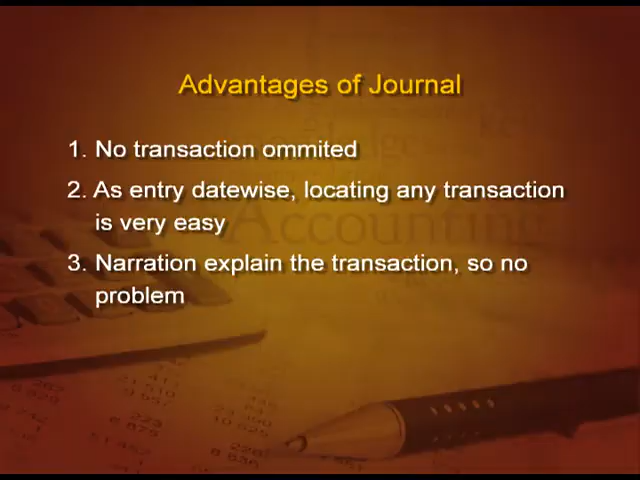 Advantages of Journal
1. No transaction ommited
2. As entry datewise, locating any transaction
is very easy
3. Narration explain the transaction, so no
problem
Accounting